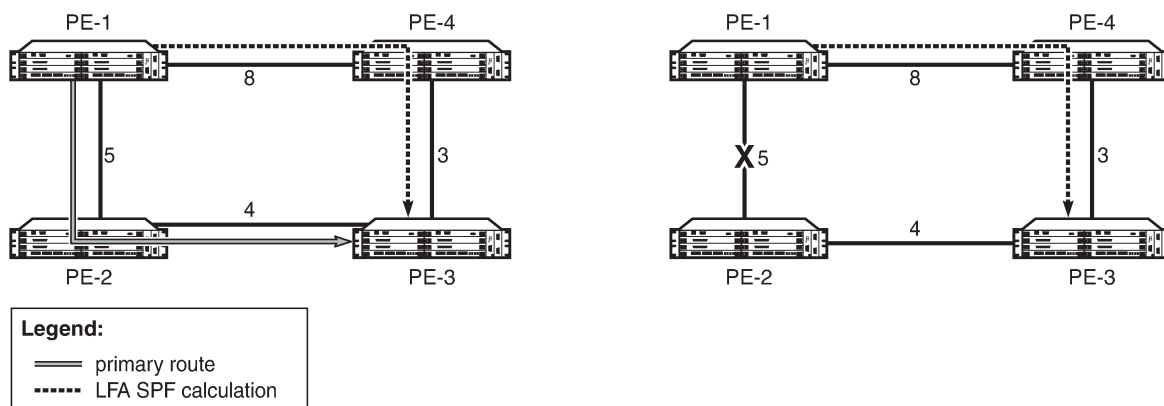 PE-1
PE-4
8
5
3
4
PE-2
PE-3
PE-1
PE-4
8
X 5
3
4
PE-2
PE-3
Legend:
primary route
LFA SPF calculation